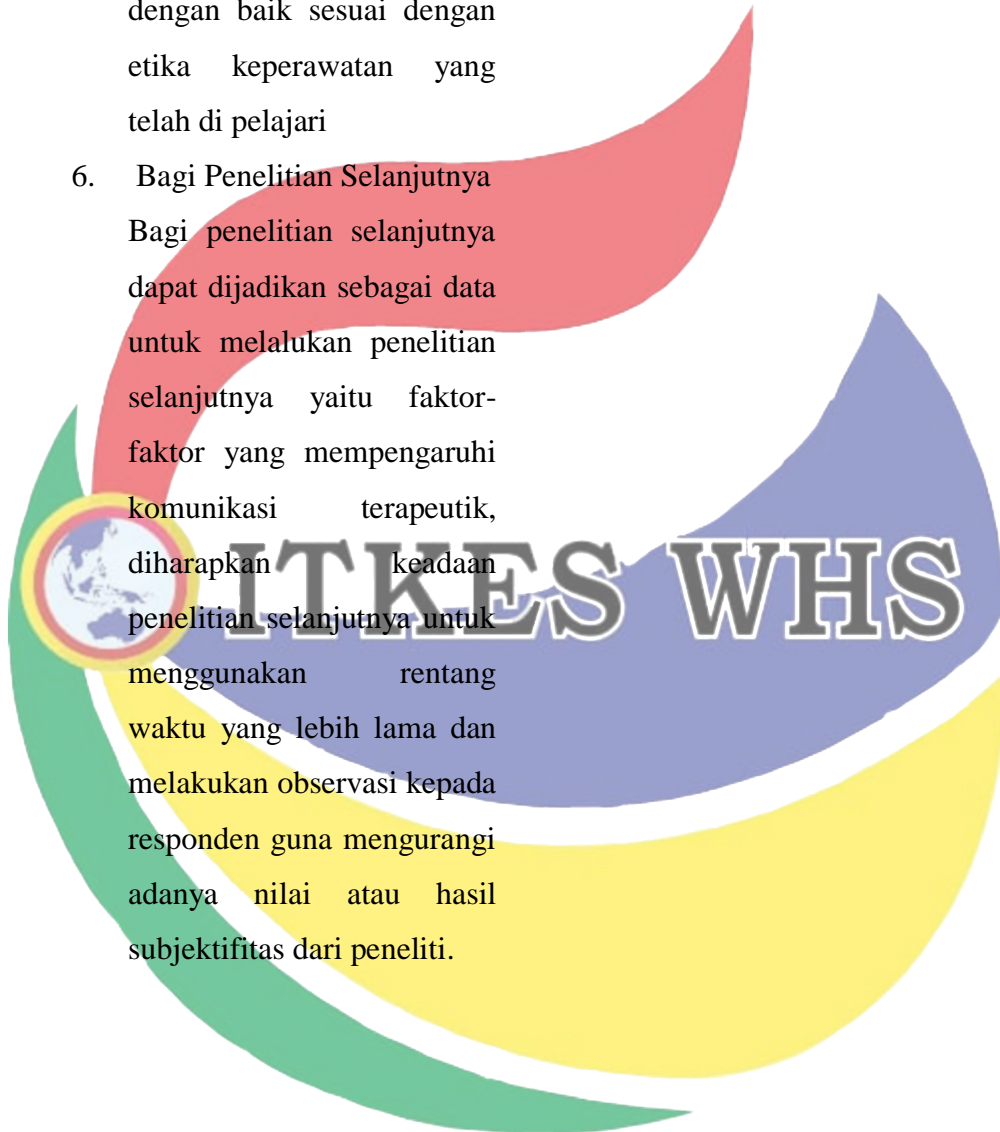 dengan baik sesuai dengan
etika keperawatan yang
telah di pelajari
6. Bagi Penelitian Selanjutnya
Bagi penelitian selanjutnya
dapat dijadikan sebagai data
untuk melalukan penelitian
selanjutnya yaitu faktor-
faktor yang mempengaruhi
komunikasi terapeutik,
diharapkan keadaan
penelitian selanjutnya untuk
menggunakan rentang
waktu yang lebih lama dan
melakukan observasi kepada
responden guna mengurangi
adanya nilai atau hasil
subjektifitas dari peneliti.
ITKES WHS